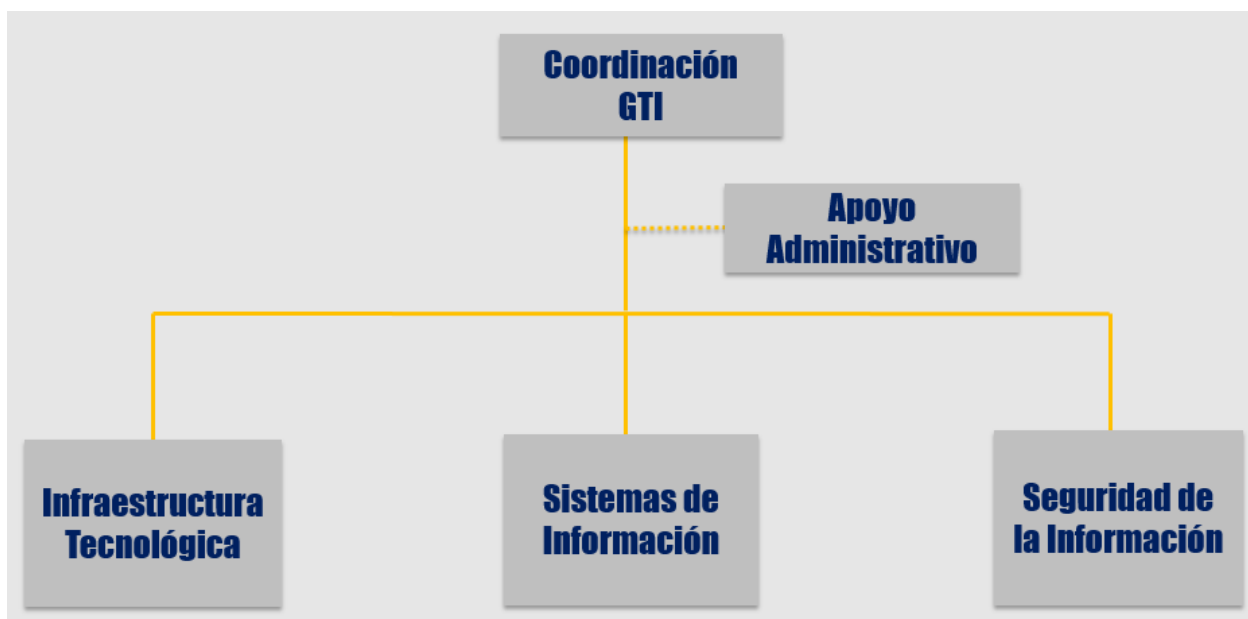 Coordinación
GTI
Apoyo
Administrativo
Infraestructura
Tecnológica
Sistemas de
Información
Seguridad de
la Información